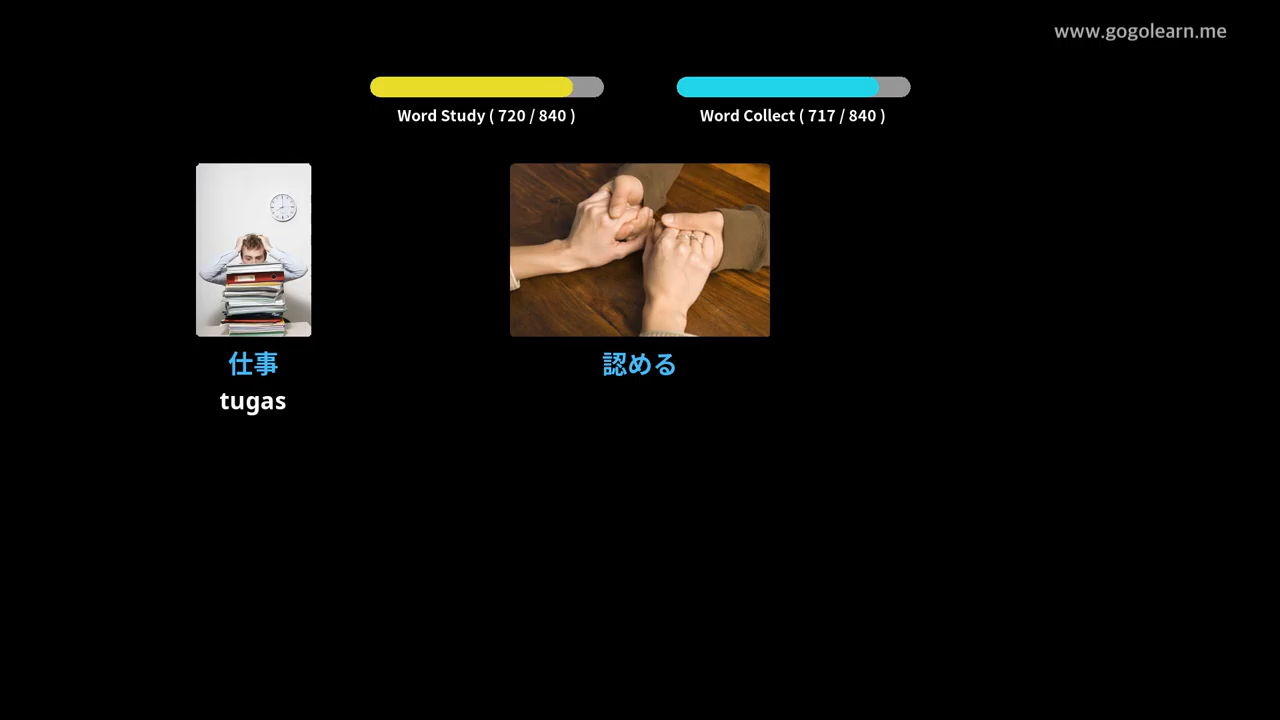 www.gogolearn.me
Word Study ( 720 / 840 )
Word Collect ( 717 / 840 )
仕事
tugas
認める